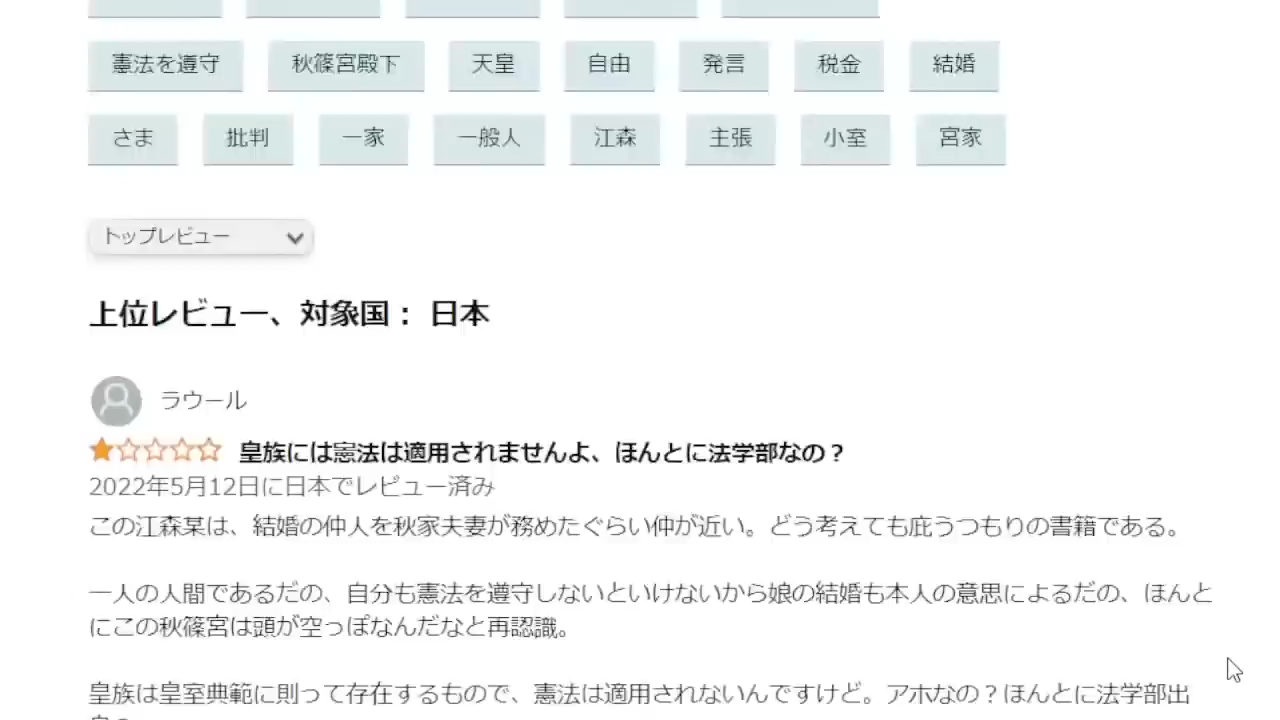 憲法を遵守 秋篠宮殿下 天皇 自由 発言 税金 結婚
さま 批判 一家 一般人 江森 主張 小室 宮家
トップレビュー
上位レビュー、対象国： 日本
ラウール
皇族には憲法は適用されませんよ、ほんとに法学部なの？
2022年5月12日に日本でレビュー済み
この江森某は、結婚の仲人を秋家夫妻が務めたぐらい仲が近い。どう考えても庇うつもりの書籍である。
一人の人間であるだの、自分も憲法を遵守しないといけないから娘の結婚も本人の意思によるだの、ほんと
にこの秋篠宮は頭が空っぽなんだなと再認識。
皇族は皇室典範に則って存在するもので、憲法は適用されないんですけど。アホなの？ほんとに法学部出